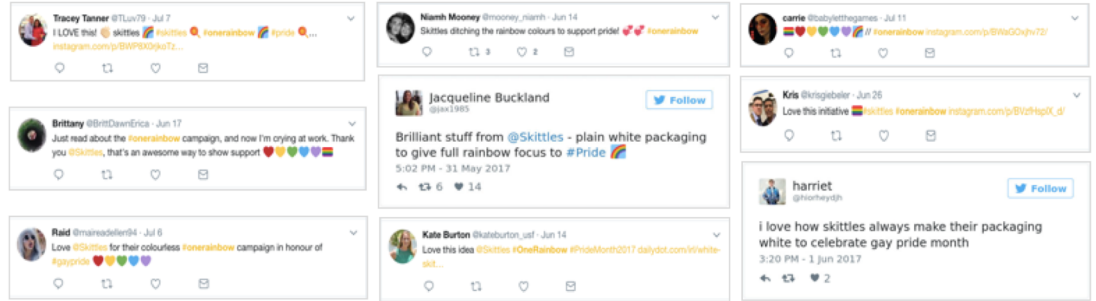 Tracey Tanner @TLuv79 · Jul 7
I LOVE this! 👏🏼 skittles 🌈 #skittles 🍭 #onerainbow 🌈 #pride 🍭...
instagram.com/p/BWP8X0rjkoTz...
Brittany @BrittDawnErica · Jun 17
Just read about the #onerainbow campaign, and now I'm crying at work. Thank
you @Skittles, that's an awesome way to show support ❤️💛💚💙💜🏳️‍🌈
Raid @maireadellen94 · Jul 6
Love @Skittles for their colourless #onerainbow campaign in honour of
#gaypride ❤️💛💚💙💜
Niamh Mooney @mooney_niamh · Jun 14
Skittles ditching the rainbow colours to support pride! 💕💕 #onerainbow
3 2
Jacqueline Buckland
@jax1985
Follow
Brilliant stuff from @Skittles - plain white packaging
to give full rainbow focus to #Pride 🌈
5:02 PM - 31 May 2017
6 14
Kate Burton @kateburton_usf · Jun 14
Love this idea @Skittles #OneRainbow #PrideMonth2017 dailydot.com/irl/white-
skit...
carrie @babyletthegames · Jul 11
🏳️‍🌈❤️🧡💛💚💙💜🌈 // #onerainbow instagram.com/p/BWaGOxjhv72/
Kris @krisgiebeler · Jun 26
Love this initiative 🏳️‍🌈#skittles #onerainbow instagram.com/p/BVzfHspIX_d/
harriet
@hiorheydjh
Follow
i love how skittles always make their packaging
white to celebrate gay pride month
3:20 PM - 1 Jun 2017
2